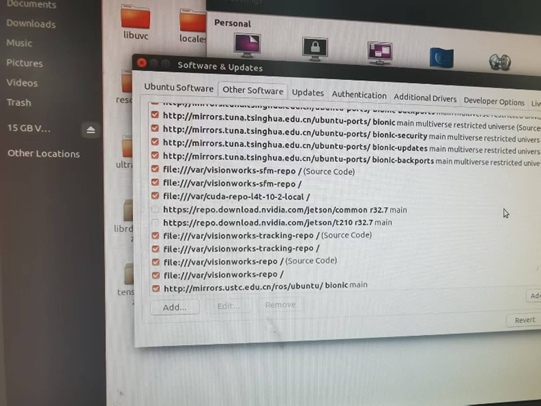 Documents
Downloads
Music
Pictures
Videos
Trash
15 GB V...
Other Locations
libuvc
locale
Personal
Software & Updates
Ubuntu Software
Other Software
Updates
Authentication
Additional Drivers
Developer Options
http://mirrors.tuna.tsinghua.edu.cn/ubuntu-ports/ bionic main multiverse restricted universe (Sourc
http://mirrors.tuna.tsinghua.edu.cn/ubuntu-ports/ bionic-security main multiverse restricted univers
http://mirrors.tuna.tsinghua.edu.cn/ubuntu-ports/ bionic-updates main multiverse restricted univers
http://mirrors.tuna.tsinghua.edu.cn/ubuntu-ports/ bionic-backports main multiverse restricted unive
file:///var/visionworks-sfm-repo / (Source Code)
file:///var/visionworks-sfm-repo /
file:///var/cuda-repo-l4t-10-2-local /
https://repo.download.nvidia.com/jetson/common r32.7 main
https://repo.download.nvidia.com/jetson/t210 r32.7 main
file:///var/visionworks-tracking-repo / (Source Code)
file:///var/visionworks-tracking-repo /
file:///var/visionworks-repo / (Source Code)
file:///var/visionworks-repo /
http://mirrors.ustc.edu.cn/ros/ubuntu/ bionic main
Add...
Edit...
Remove
Revert